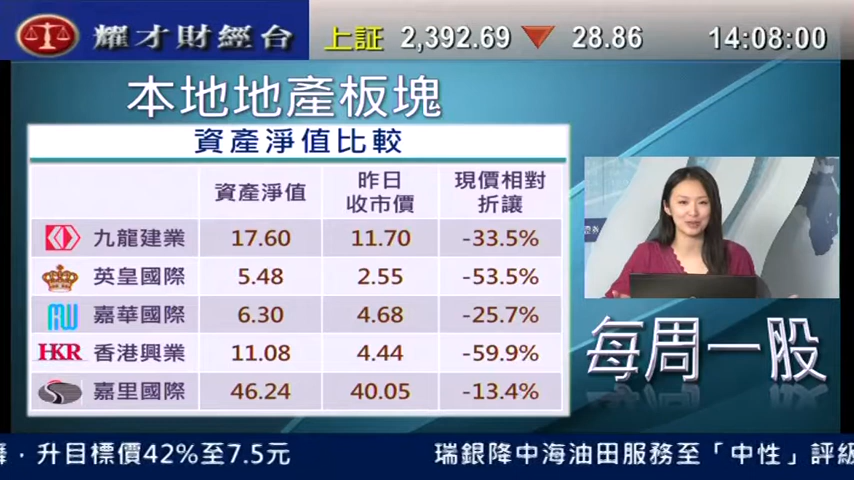 耀才財經台 上証 2,392.69 28.86 14:08:00
本地地產板塊
資產淨值比較
資產淨值 昨日收市價 現價相對折讓
九龍建業 17.60 11.70 -33.5%
英皇國際 5.48 2.55 -53.5%
嘉華國際 6.30 4.68 -25.7%
HKR 香港興業 11.08 4.44 -59.9%
嘉里國際 46.24 40.05 -13.4%
每周一股
，升目標價42%至7.5元 瑞銀降中海油田服務至「中性」評級